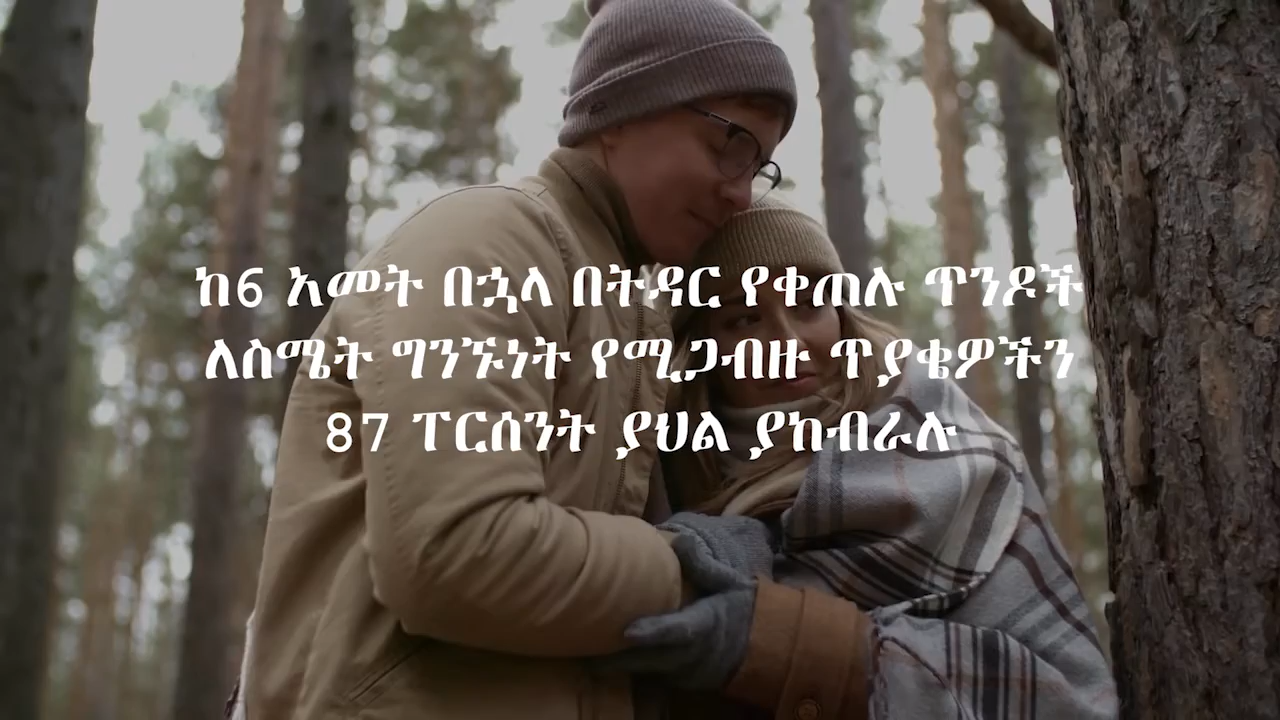 ከ6 አመት በኋላ በትዳር የቀጠሉ ጥንዶች
ለስሜት ግንኙነት የሚጋብዙ ጥያቄዎችን
87 ፐርሰንት ያህል ያከብራሉ